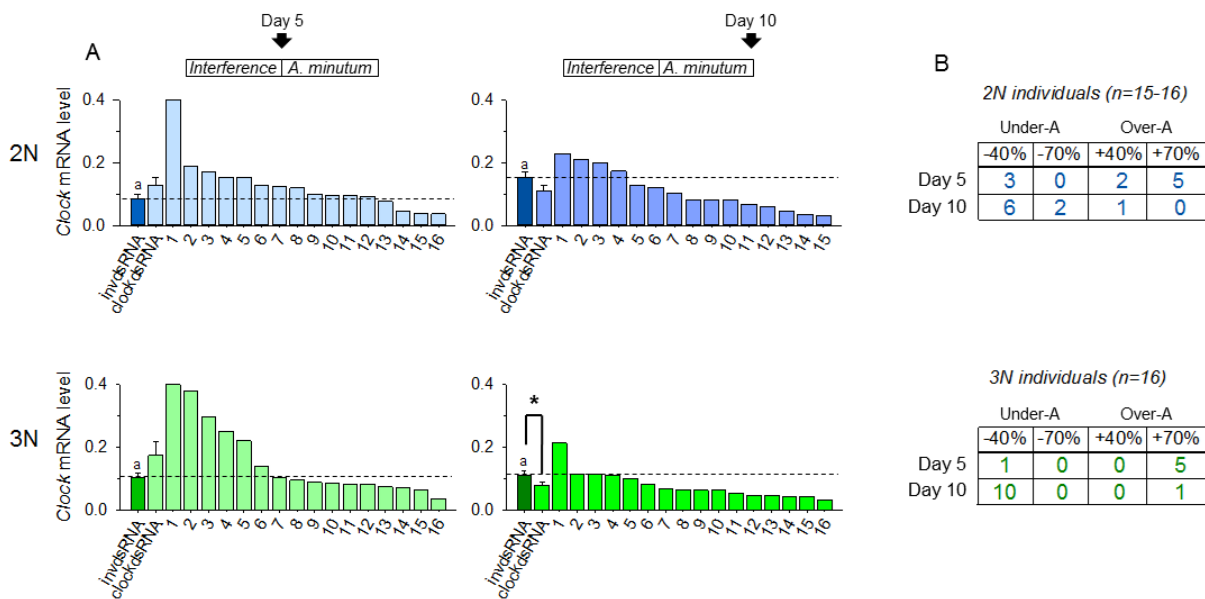 Day 5
Day 10
A
B
Interference A. minutum
Interference A. minutum
2N
Clock mRNA level
0.4
0.2
0.0
a
invdsRNA
clockdsRNA
1 2 3 4 5 6 7 8 9 10 11 12 13 14 15 16
0.4
0.2
0.0
a
invdsRNA
clockdsRNA
1 2 3 4 5 6 7 8 9 10 11 12 13 14 15
2N individuals (n=15-16)
Under-A Over-A
-40% -70% +40% +70%
Day 5 3 0 2 5
Day 10 6 2 1 0
3N
Clock mRNA level
0.4
0.2
0.0
a
invdsRNA
clockdsRNA
1 2 3 4 5 6 7 8 9 10 11 12 13 14 15 16
0.4
0.2
0.0
*
a
invdsRNA
clockdsRNA
1 2 3 4 5 6 7 8 9 10 11 12 13 14 15 16
3N individuals (n=16)
Under-A Over-A
-40% -70% +40% +70%
Day 5 1 0 0 5
Day 10 10 0 0 1